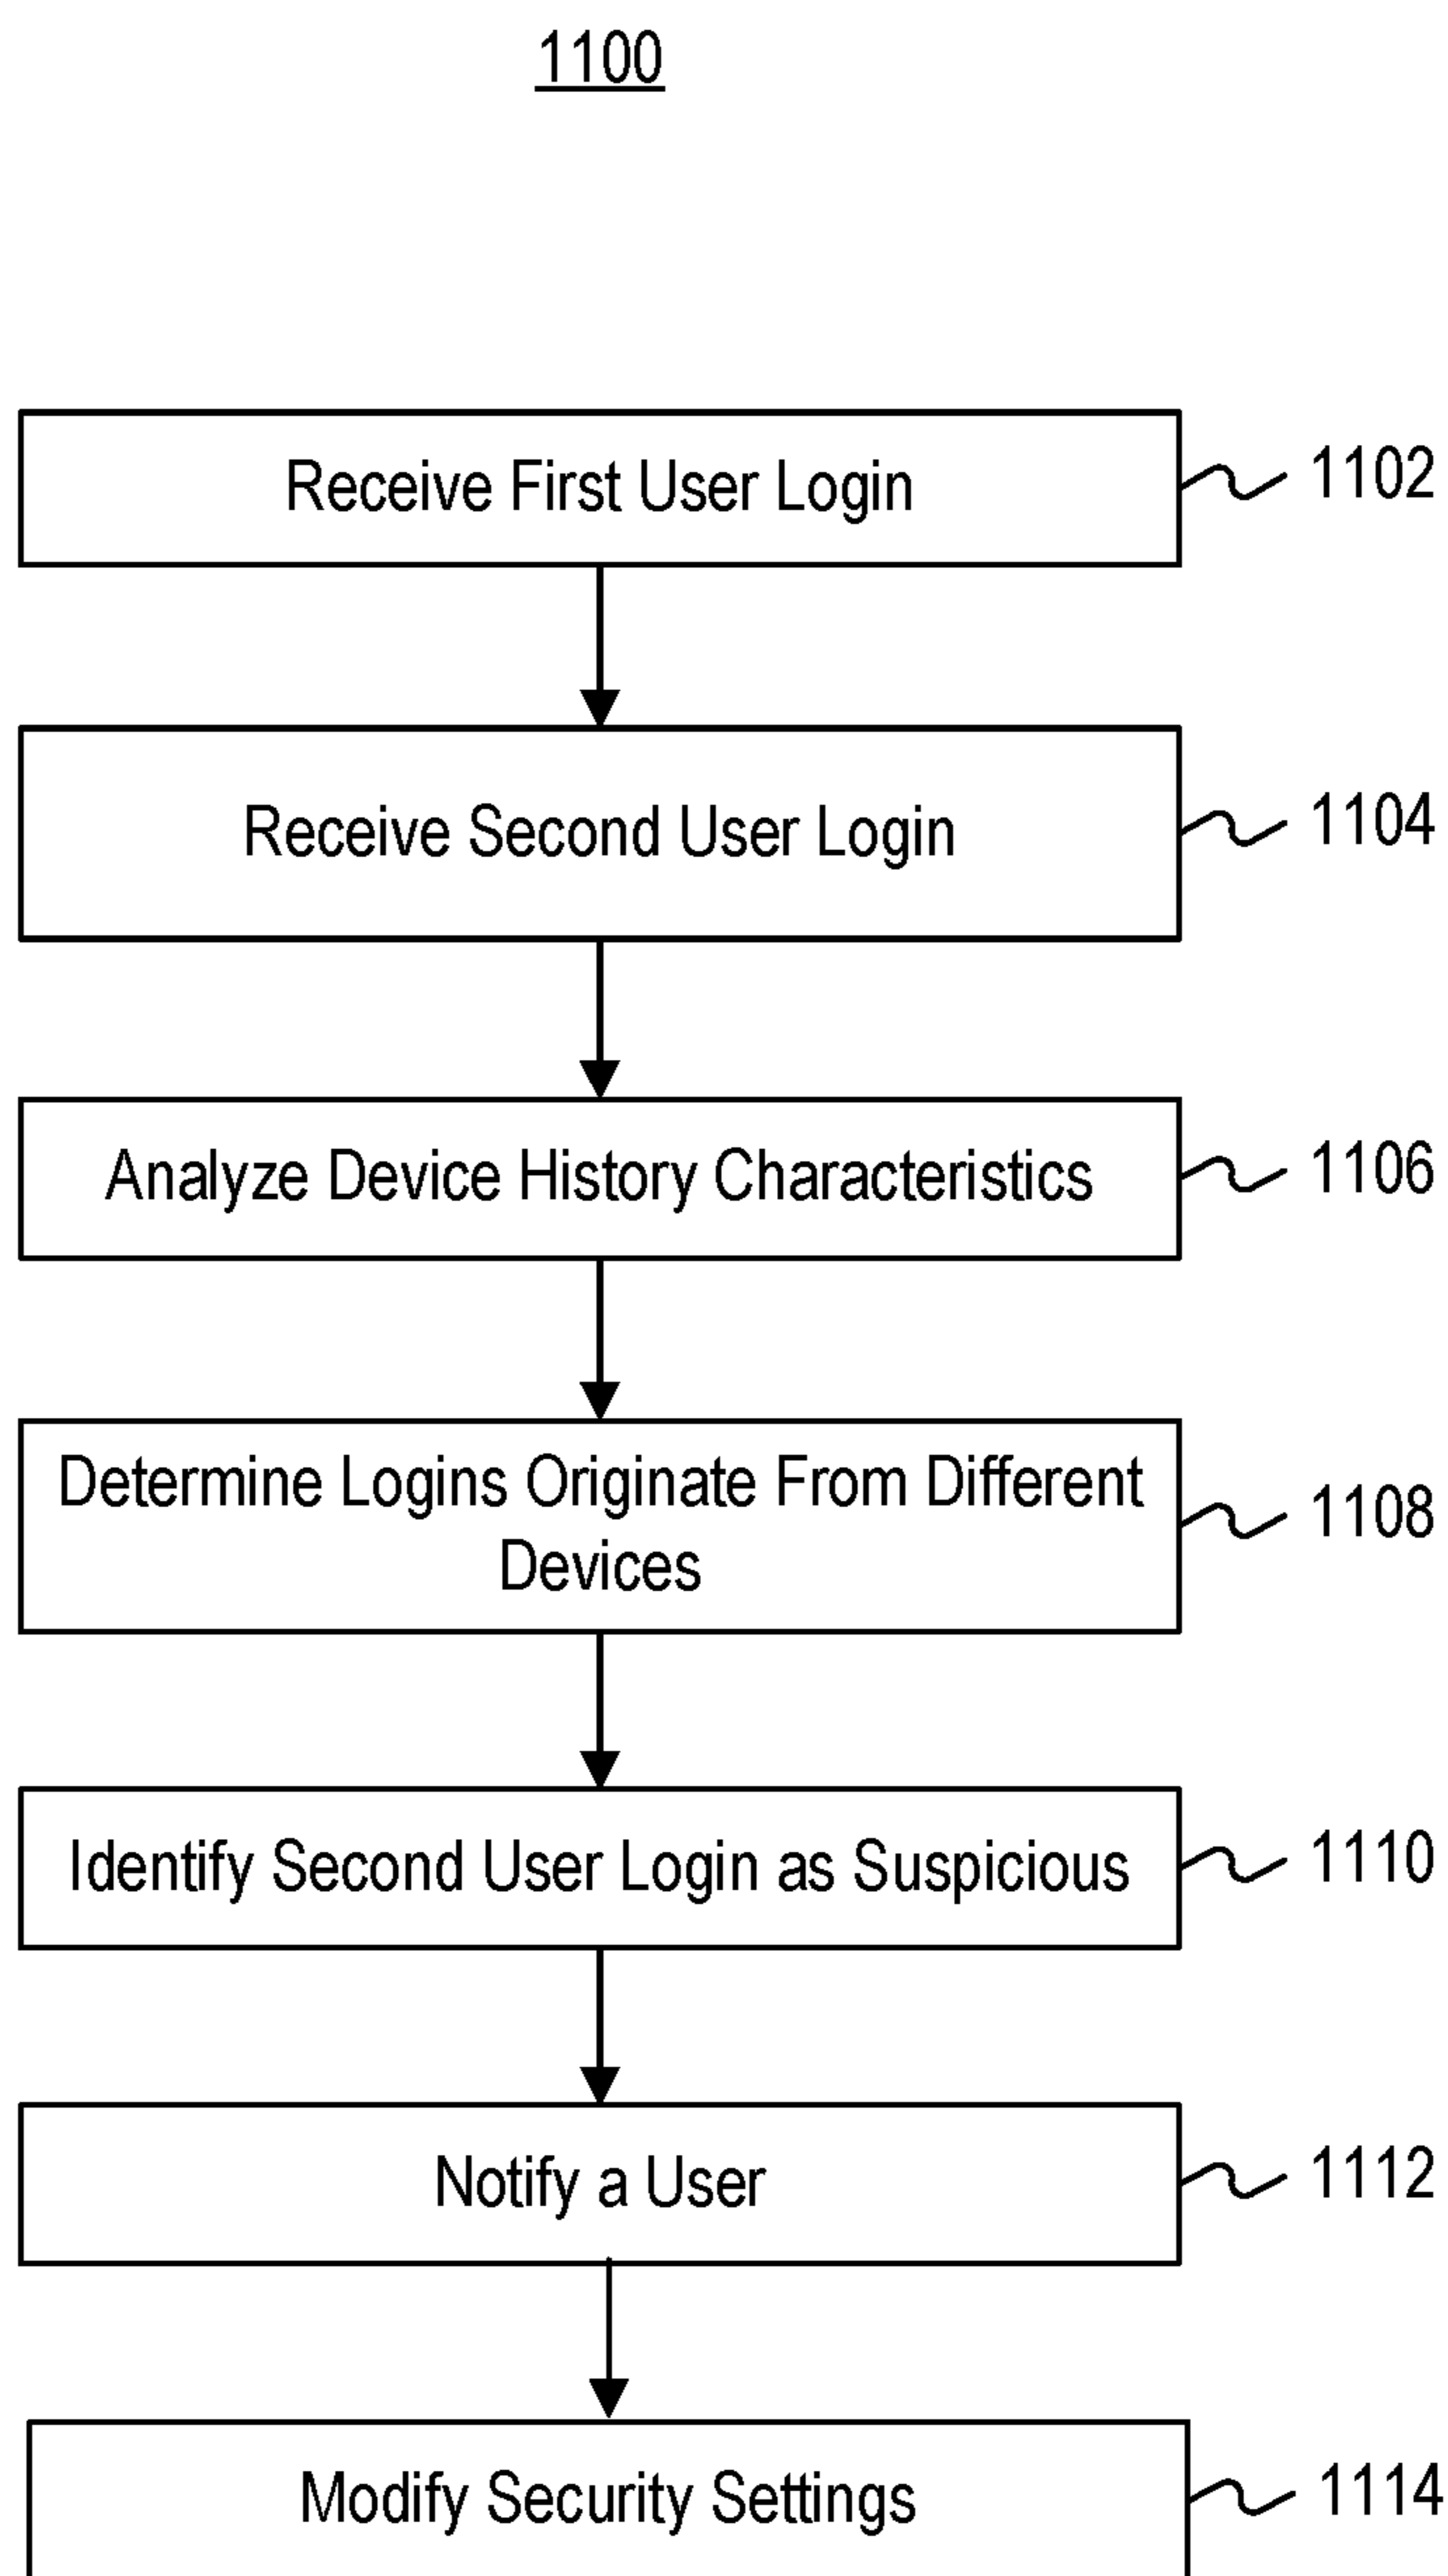 1100
Receive First User Login
1102
Receive Second User Login
1104
Analyze Device History Characteristics
1106
Determine Logins Originate From Different
Devices
1108
Identify Second User Login as Suspicious
1110
Notify a User
1112
Modify Security Settings
1114